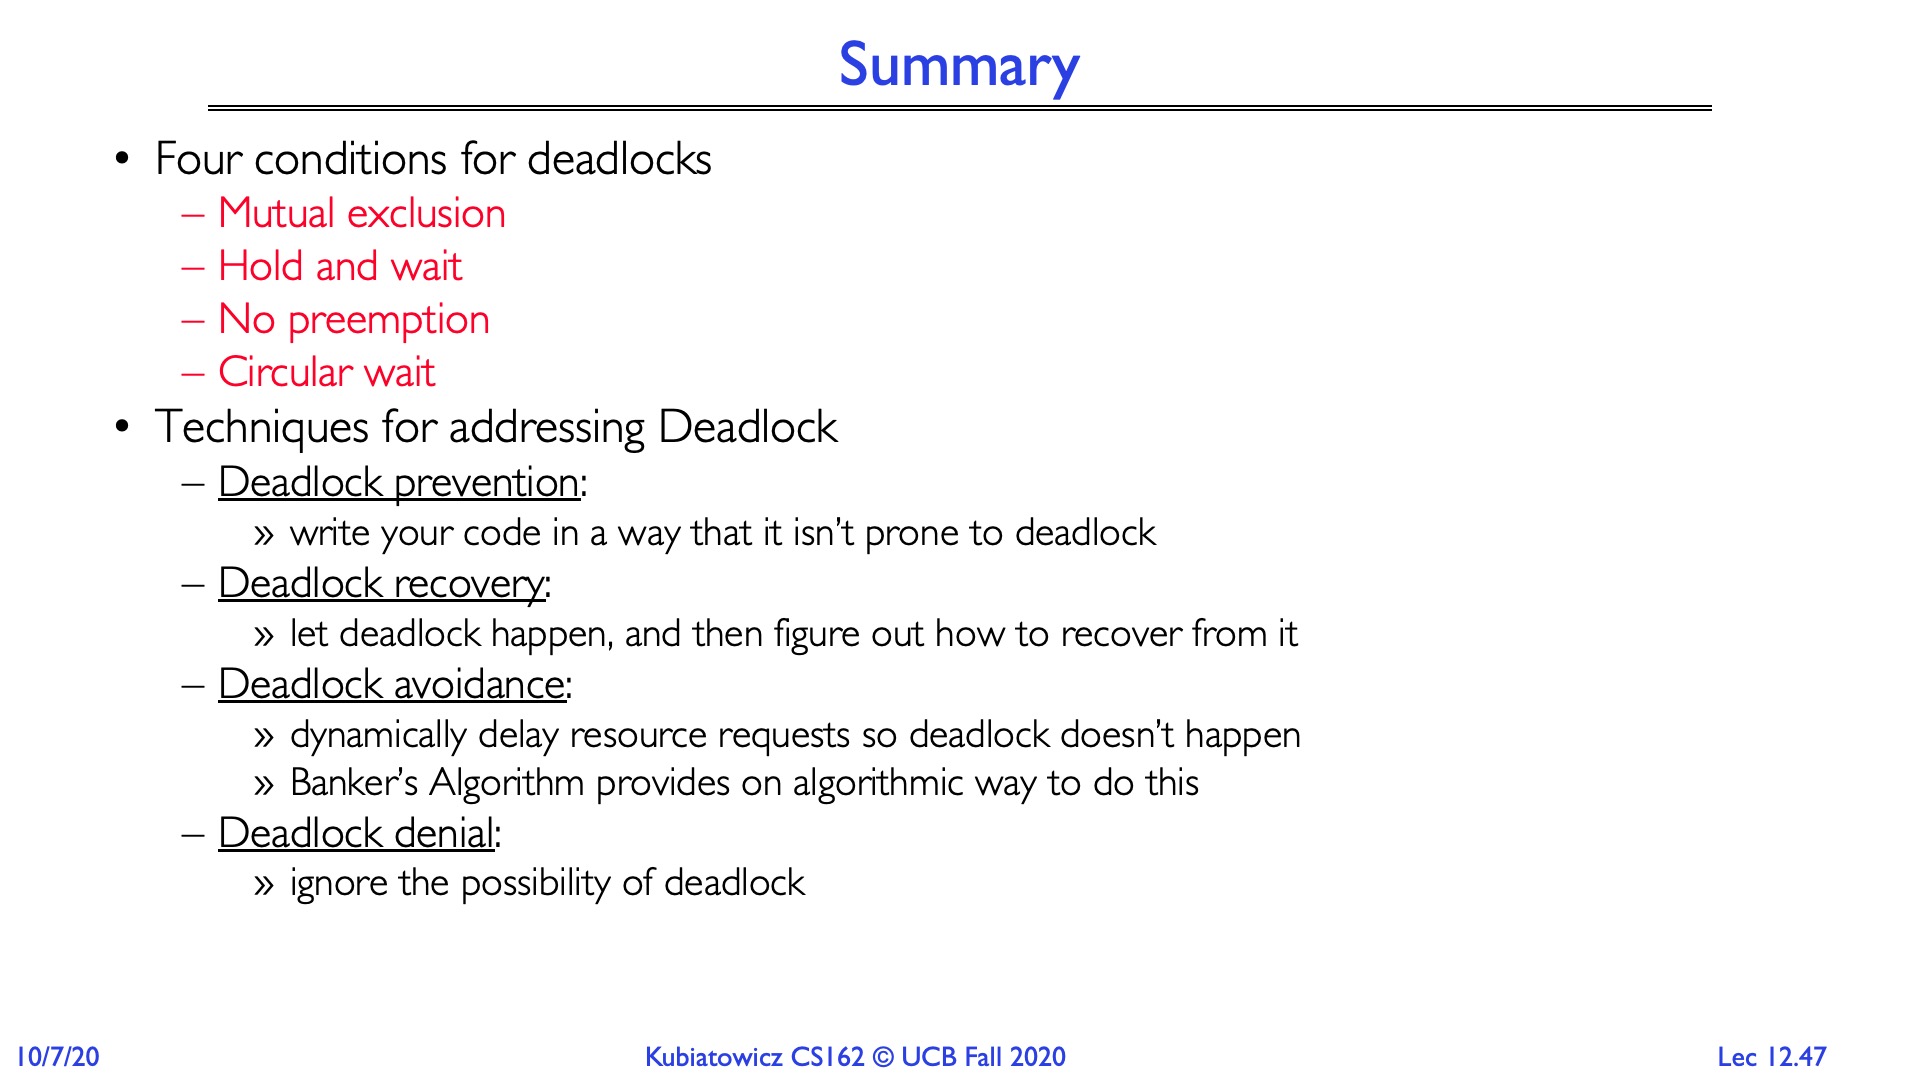 Summary
• Four conditions for deadlocks
– Mutual exclusion
– Hold and wait
– No preemption
– Circular wait
• Techniques for addressing Deadlock
– Deadlock prevention:
» write your code in a way that it isn’t prone to deadlock
– Deadlock recovery:
» let deadlock happen, and then figure out how to recover from it
– Deadlock avoidance:
» dynamically delay resource requests so deadlock doesn’t happen
» Banker’s Algorithm provides on algorithmic way to do this
– Deadlock denial:
» ignore the possibility of deadlock
10/7/20
Kubiatowicz CS162 © UCB Fall 2020
Lec 12.47